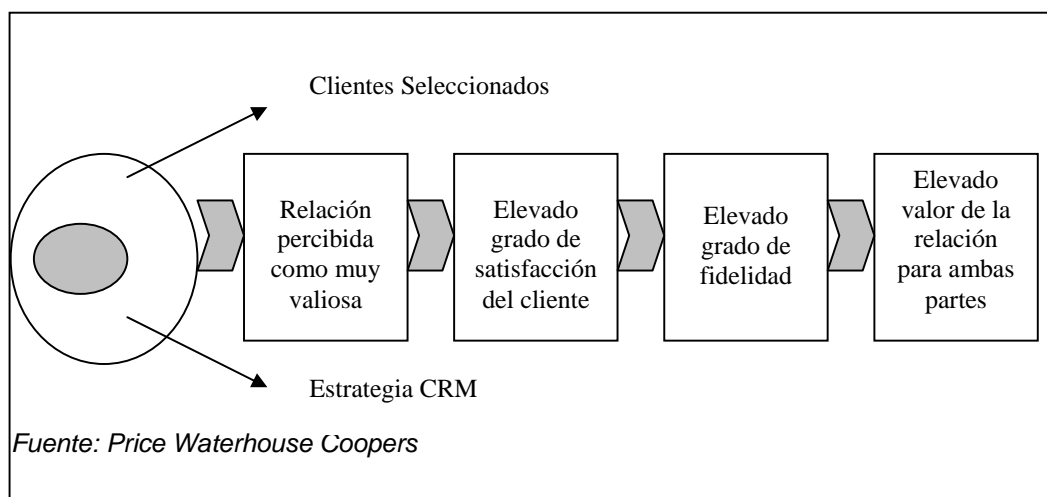 Clientes Seleccionados
Relación
percibida
como muy
valiosa
Elevado
grado de
satisfacción
del cliente
Elevado
grado de
fidelidad
Elevado
valor de la
relación
para ambas
partes
Estrategia CRM
Fuente: Price Waterhouse Coopers